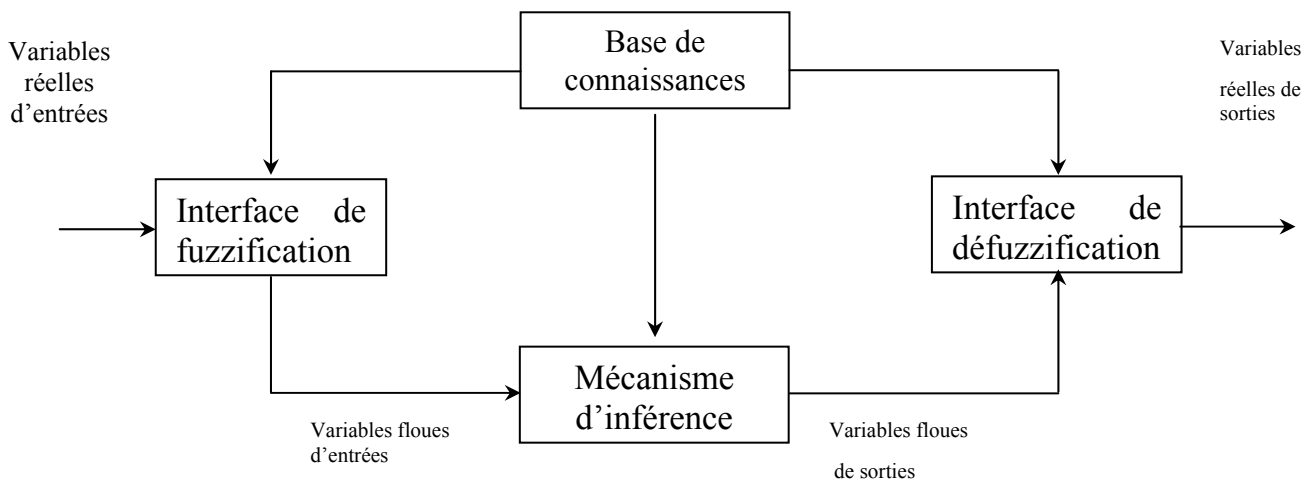 Variables
réelles
d’entrées
Base de
connaissances
Variables
réelles de
sorties
Interface de
fuzzification
Interface de
défuzzification
Mécanisme
d’inférence
Variables floues
d’entrées
Variables floues
de sorties